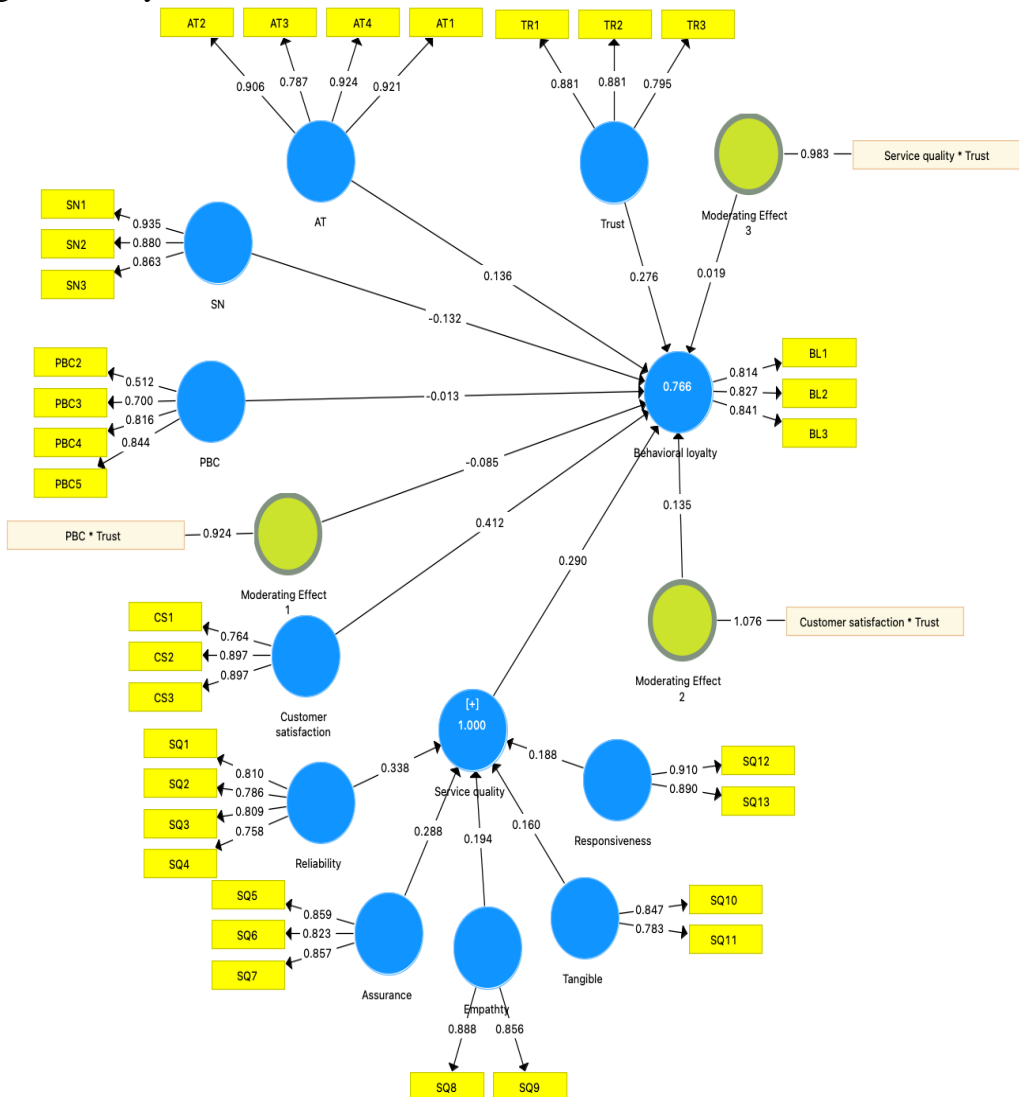 AT2 AT3 AT4 AT1 TR1 TR2 TR3
0.906 0.787 0.924 0.921 0.881 0.881 0.795
0.983 Service quality * Trust
AT
Trust
Moderating Effect
3
SN1
SN2
SN3
0.935
0.880
0.863
SN
0.136
0.276
0.019
-0.132
PBC2
PBC3
PBC4
PBC5
0.512
0.700
0.816
0.844
PBC
-0.013
0.766
Behavioral loyalty
0.814
0.827
0.841
BL1
BL2
BL3
-0.085
PBC * Trust 0.924
Moderating Effect
1
0.412
0.290
0.135
1.076 Customer satisfaction * Trust
Moderating Effect
2
CS1
CS2
CS3
0.764
0.897
0.897
Customer
satisfaction
[+]
1.000
Service quality
SQ1
SQ2
SQ3
SQ4
0.810
0.786
0.809
0.758
Reliability
0.338
0.288
0.194
0.160
0.188
Responsiveness
0.910
0.890
SQ12
SQ13
SQ5
SQ6
SQ7
0.859
0.823
0.857
Assurance
Empathty
0.888 0.856
SQ8 SQ9
Tangible
0.847
0.783
SQ10
SQ11